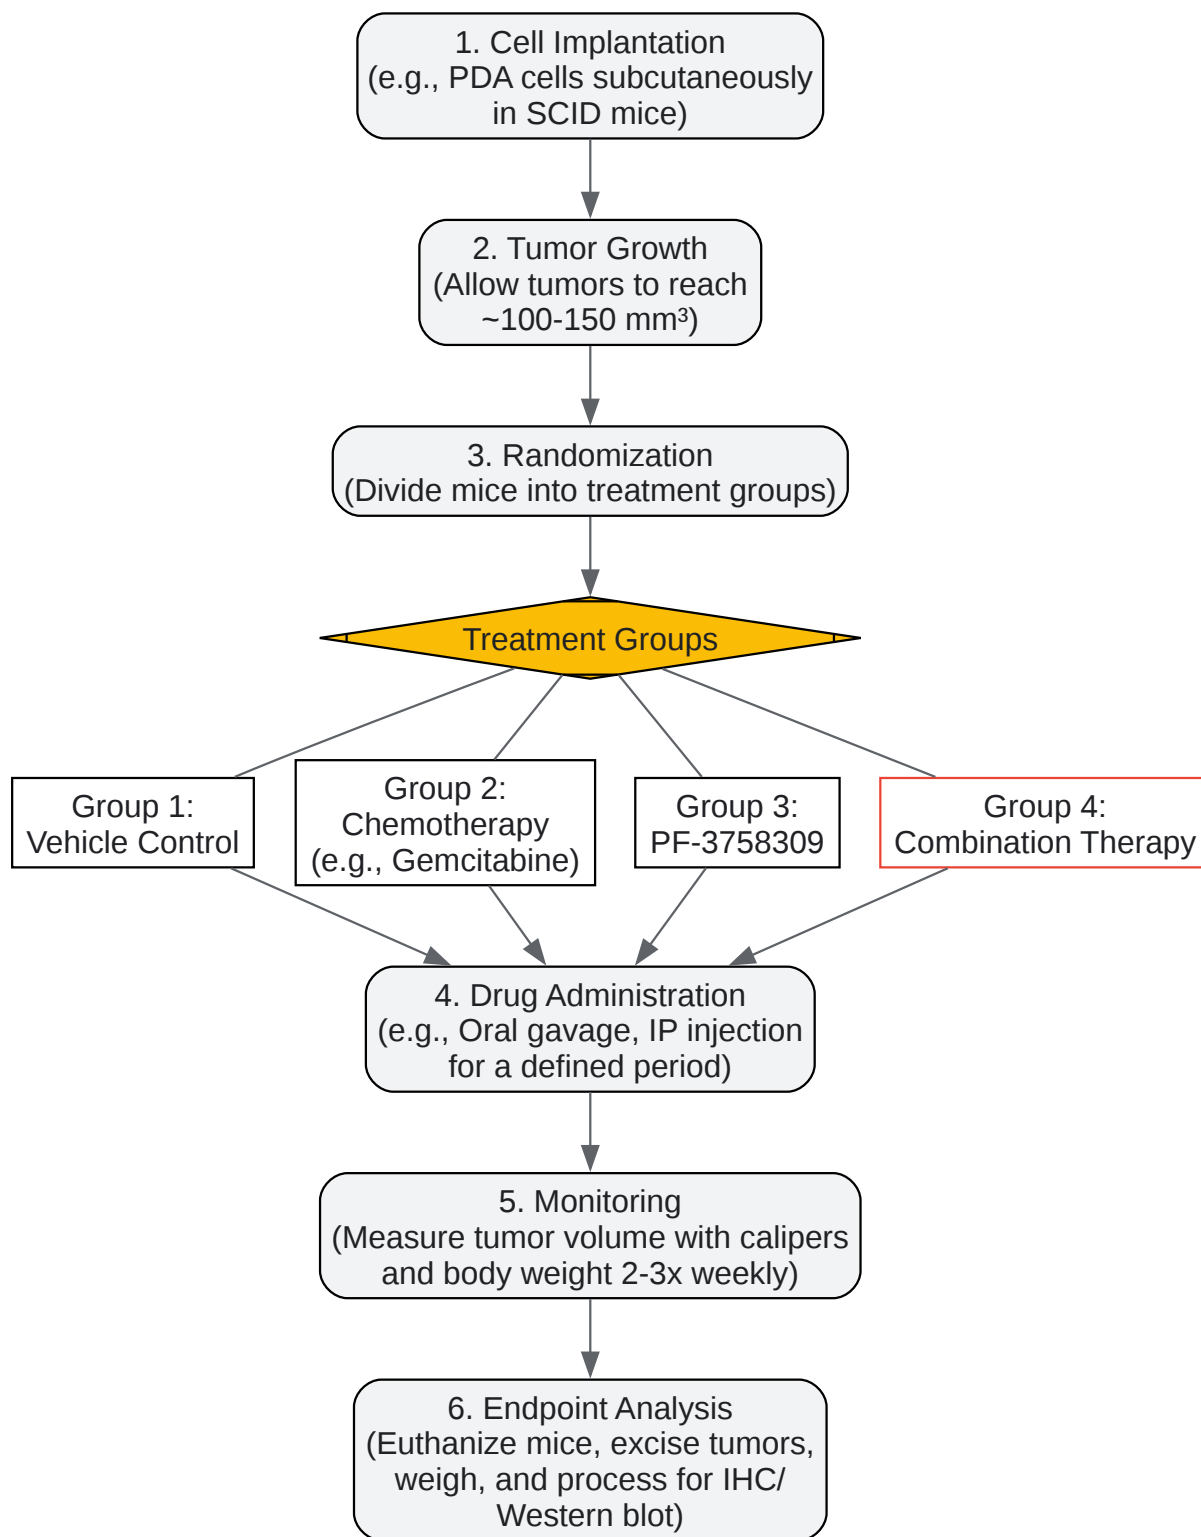 1. Cell Implantation
(e.g., PDA cells subcutaneously
in SCID mice)
2. Tumor Growth
(Allow tumors to reach
~100-150 mm³)
3. Randomization
(Divide mice into treatment groups)
Treatment Groups
Group 1:
Vehicle Control
Group 2:
Chemotherapy
(e.g., Gemcitabine)
Group 3:
PF-3758309
Group 4:
Combination Therapy
4. Drug Administration
(e.g., Oral gavage, IP injection
for a defined period)
5. Monitoring
(Measure tumor volume with calipers
and body weight 2-3x weekly)
6. Endpoint Analysis
(Euthanize mice, excise tumors,
weigh, and process for IHC/
Western blot)